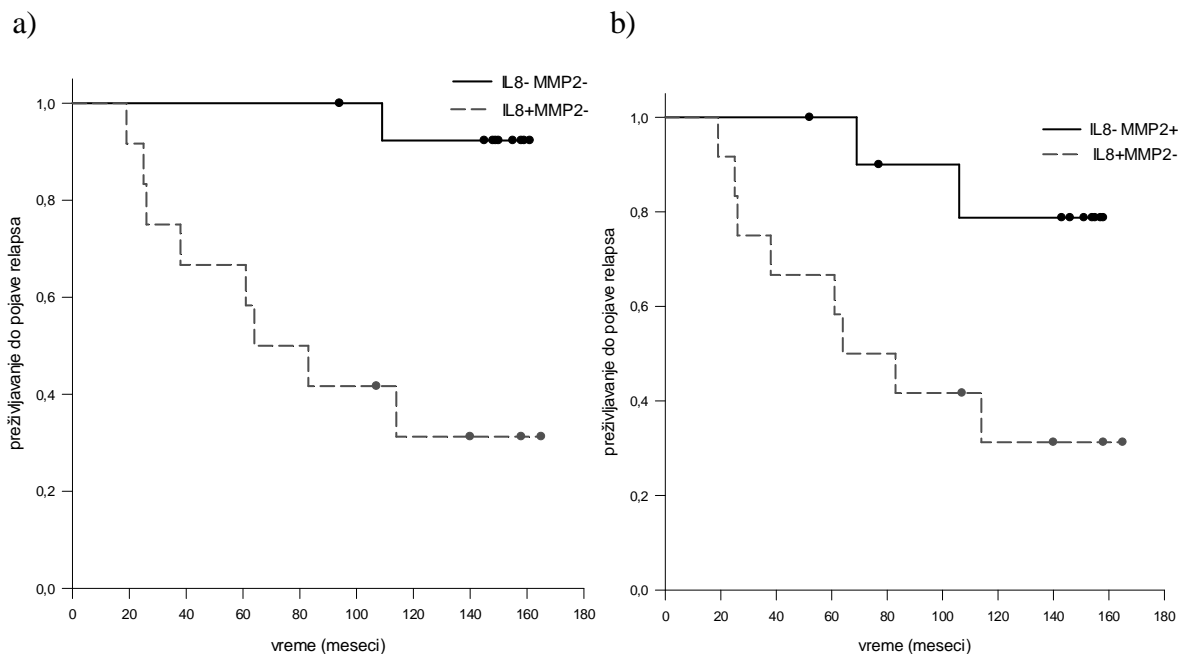 a)
IL8- MMP2-
IL8+MMP2-
1,0
0,8
0,6
0,4
0,2
0,0
0 20 40 60 80 100 120 140 160 180
preživljavanje do pojave relapsa
vreme (meseci)
b)
IL8- MMP2+
IL8+MMP2-
1,0
0,8
0,6
0,4
0,2
0,0
0 20 40 60 80 100 120 140 160 180
preživljavanje do pojave relapsa
vreme (meseci)